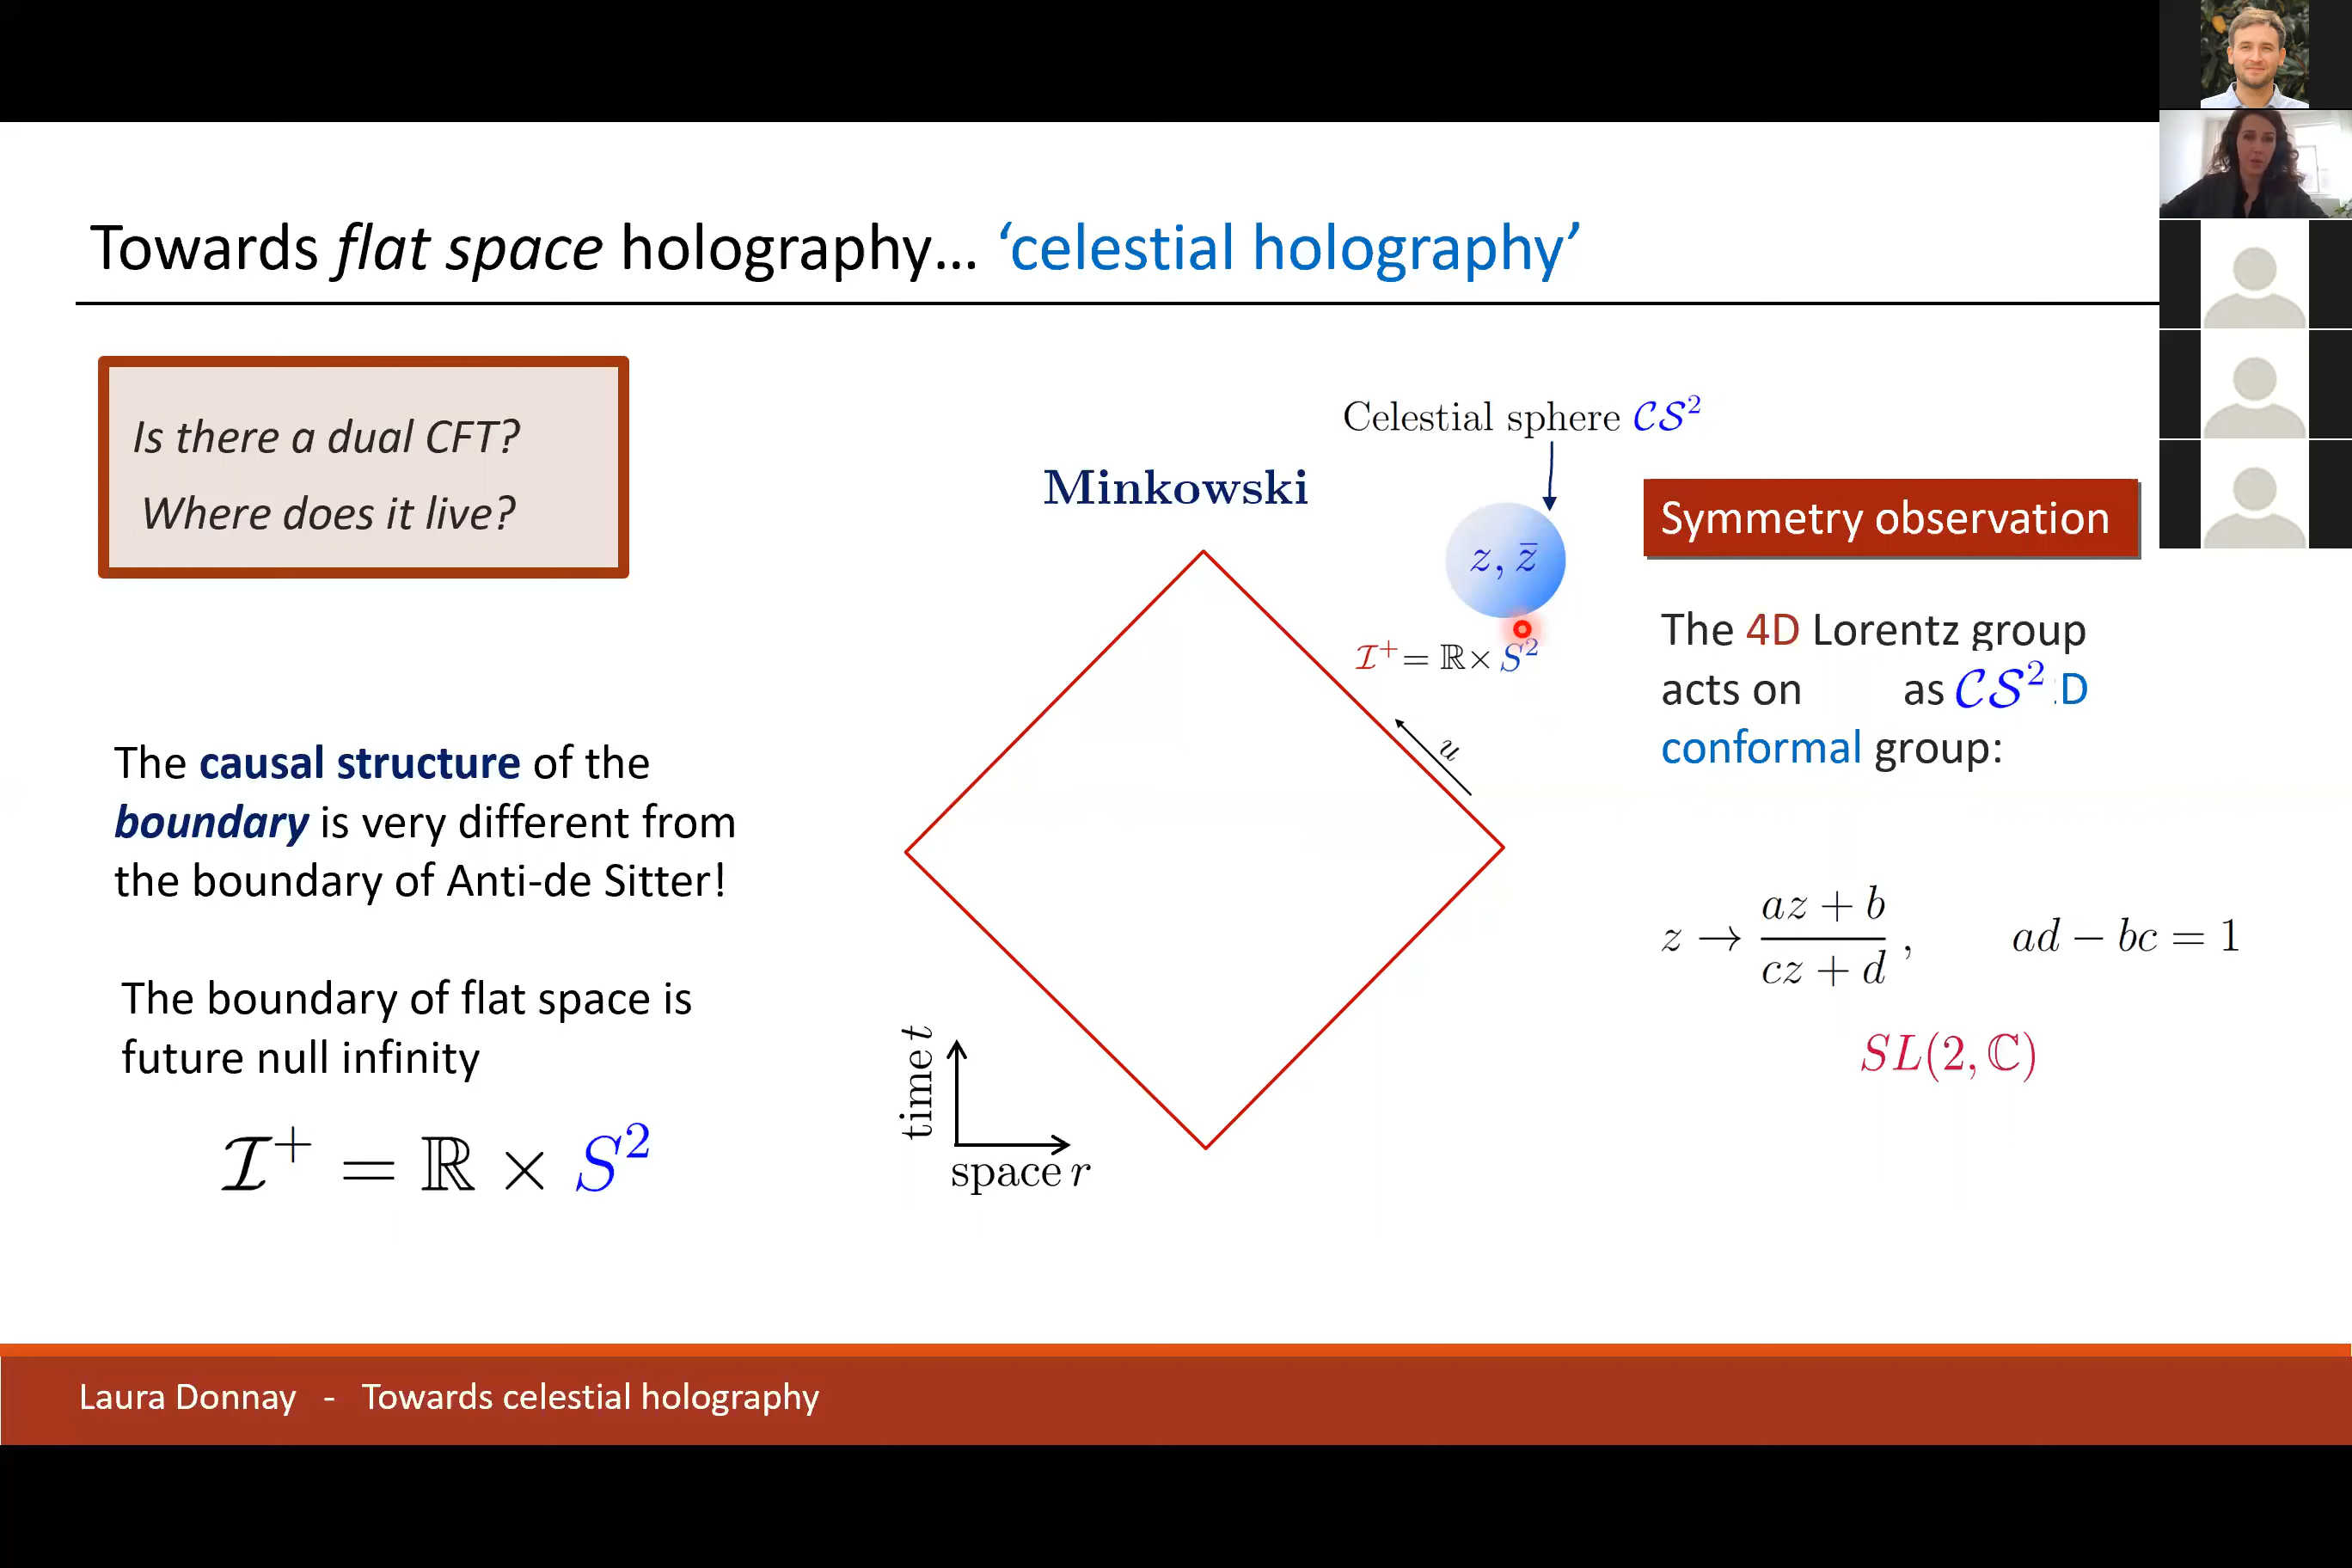 Towards flat space holography... ‘celestial holography’
Is there a dual CFT?
Where does it live?
The causal structure of the
boundary is very different from
the boundary of Anti-de Sitter!
The boundary of flat space is
future null infinity
ℐ⁺ = ℝ × S²
Minkowski
Celestial sphere 𝒞𝒮²
z, z̄
ℐ⁺ = ℝ × S²
u
time t
space r
Symmetry observation
The 4D Lorentz group
acts on as 𝒞𝒮² D
conformal group:
z → (az + b)/(cz + d) , ad − bc = 1
SL(2, ℂ)
Laura Donnay - Towards celestial holography